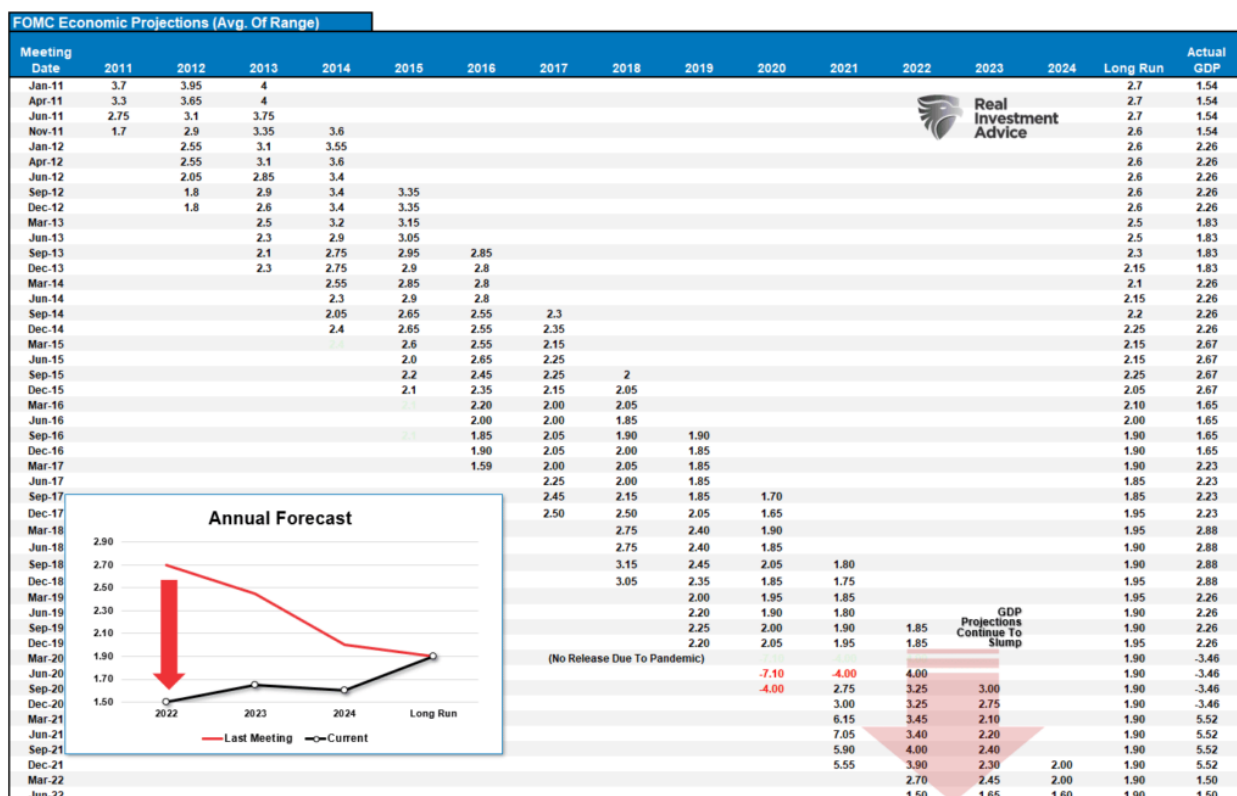 FOMC Economic Projections (Avg. Of Range)
Meeting Date 2011 2012 2013 2014 2015 2016 2017 2018 2019 2020 2021 2022 2023 2024 Long Run Actual GDP
Jan-11 3.7 3.95 4 2.7 1.54
Apr-11 3.3 3.65 4 2.7 1.54
Jun-11 2.75 3.1 3.75 2.7 1.54
Nov-11 1.7 2.9 3.35 3.6 2.6 1.54
Real
Investment
Advice
Jan-12 2.55 3.1 3.55 2.6 2.26
Apr-12 2.55 3.1 3.6 2.6 2.26
Jun-12 2.05 2.85 3.4 2.6 2.26
Sep-12 1.8 2.9 3.4 3.35 2.6 2.26
Dec-12 1.8 2.6 3.4 3.35 2.6 2.26
Mar-13 2.5 3.2 3.15 2.5 1.83
Jun-13 2.3 2.9 3.05 2.5 1.83
Sep-13 2.1 2.75 2.95 2.85 2.3 1.83
Dec-13 2.3 2.75 2.9 2.8 2.15 1.83
Mar-14 2.55 2.85 2.8 2.1 2.26
Jun-14 2.3 2.9 2.8 2.15 2.26
Sep-14 2.05 2.65 2.55 2.3 2.2 2.26
Dec-14 2.4 2.65 2.55 2.35 2.25 2.26
Mar-15 2.6 2.55 2.15 2.15 2.67
Jun-15 2.0 2.65 2.25 2.15 2.67
Sep-15 2.2 2.45 2.25 2 2.25 2.67
Dec-15 2.1 2.35 2.15 2.05 2.05 2.67
Mar-16 2.20 2.00 2.05 2.10 1.65
Jun-16 2.00 2.00 1.85 2.00 1.65
Sep-16 1.85 2.05 1.90 1.90 1.90 1.65
Dec-16 1.90 2.05 2.00 1.85 1.90 1.65
Mar-17 1.59 2.00 2.05 1.85 1.90 2.23
Jun-17 2.25 2.00 1.85 1.85 2.23
Sep-17 2.45 2.15 1.85 1.70 1.85 2.23
Dec-17 2.50 2.50 2.05 1.65 1.95 2.23
Mar-18 2.75 2.40 1.90 1.95 2.88
Jun-18 2.75 2.40 1.85 1.90 2.88
Sep-18 3.15 2.45 2.05 1.80 1.90 2.88
Dec-18 3.05 2.35 1.85 1.75 1.95 2.88
Mar-19 2.00 1.95 1.85 1.95 2.26
Jun-19 2.20 1.90 1.80 1.90 2.26
Sep-19 2.25 2.00 1.90 1.85 1.90 2.26
Dec-19 2.20 2.05 1.95 1.85 1.95 2.26
GDP
Projections
Continue To
Slump
Mar-20 (No Release Due To Pandemic) 1.90 -3.46
Jun-20 -7.10 -4.00 4.00 1.90 -3.46
Sep-20 -4.00 2.75 3.25 3.00 1.90 -3.46
Dec-20 3.00 3.25 2.75 1.90 -3.46
Mar-21 6.15 3.45 2.10 1.90 5.52
Jun-21 7.05 3.40 2.20 1.90 5.52
Sep-21 5.90 4.00 2.40 1.90 5.52
Dec-21 5.55 3.90 2.30 2.00 1.90 5.52
Mar-22 2.70 2.45 2.00 1.90 1.50
Jun-22 1.50 1.65 1.60 1.90 1.50
Annual Forecast
2.90
2.70
2.50
2.30
2.10
1.90
1.70
1.50
2022 2023 2024 Long Run
Last Meeting Current